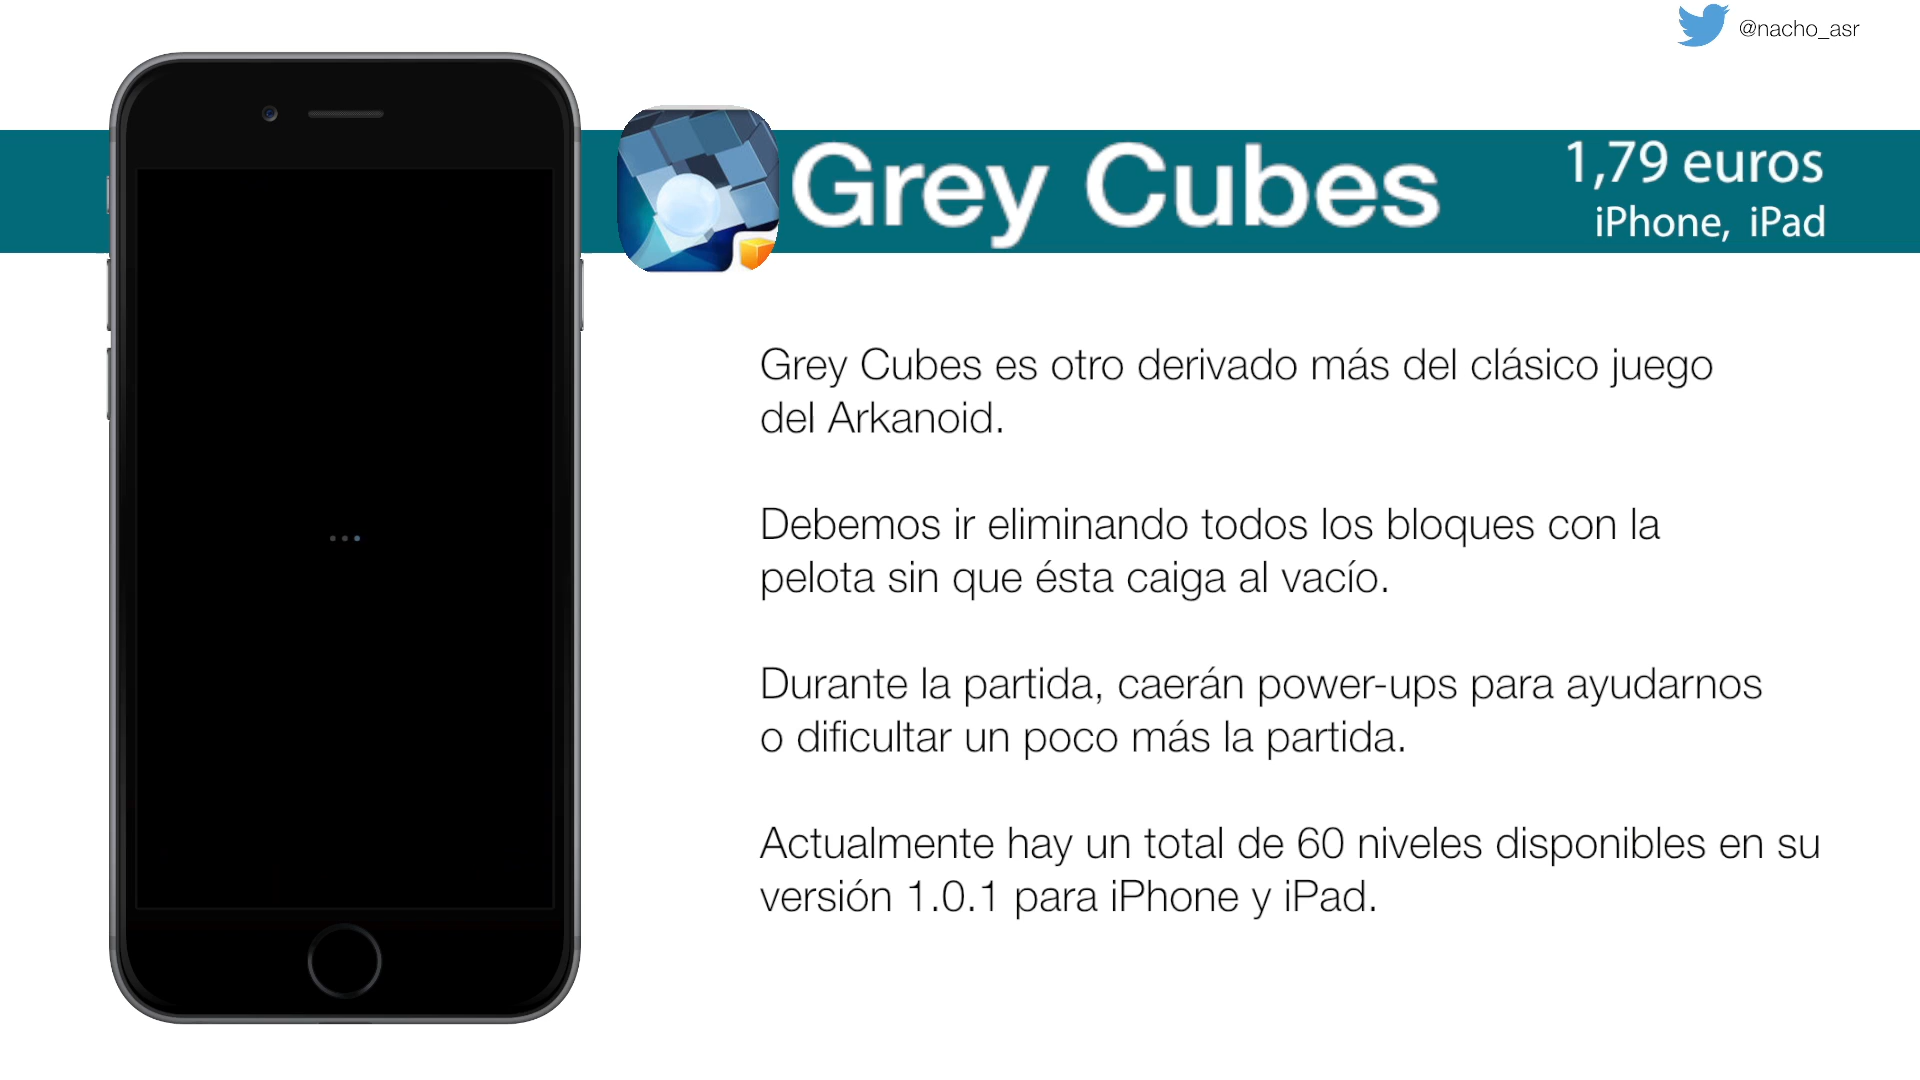 @nacho_asr
Grey Cubes
1,79 euros
iPhone, iPad
Grey Cubes es otro derivado más del clásico juego
del Arkanoid.
Debemos ir eliminando todos los bloques con la
pelota sin que ésta caiga al vacío.
Durante la partida, caerán power-ups para ayudarnos
o dificultar un poco más la partida.
Actualmente hay un total de 60 niveles disponibles en su
versión 1.0.1 para iPhone y iPad.